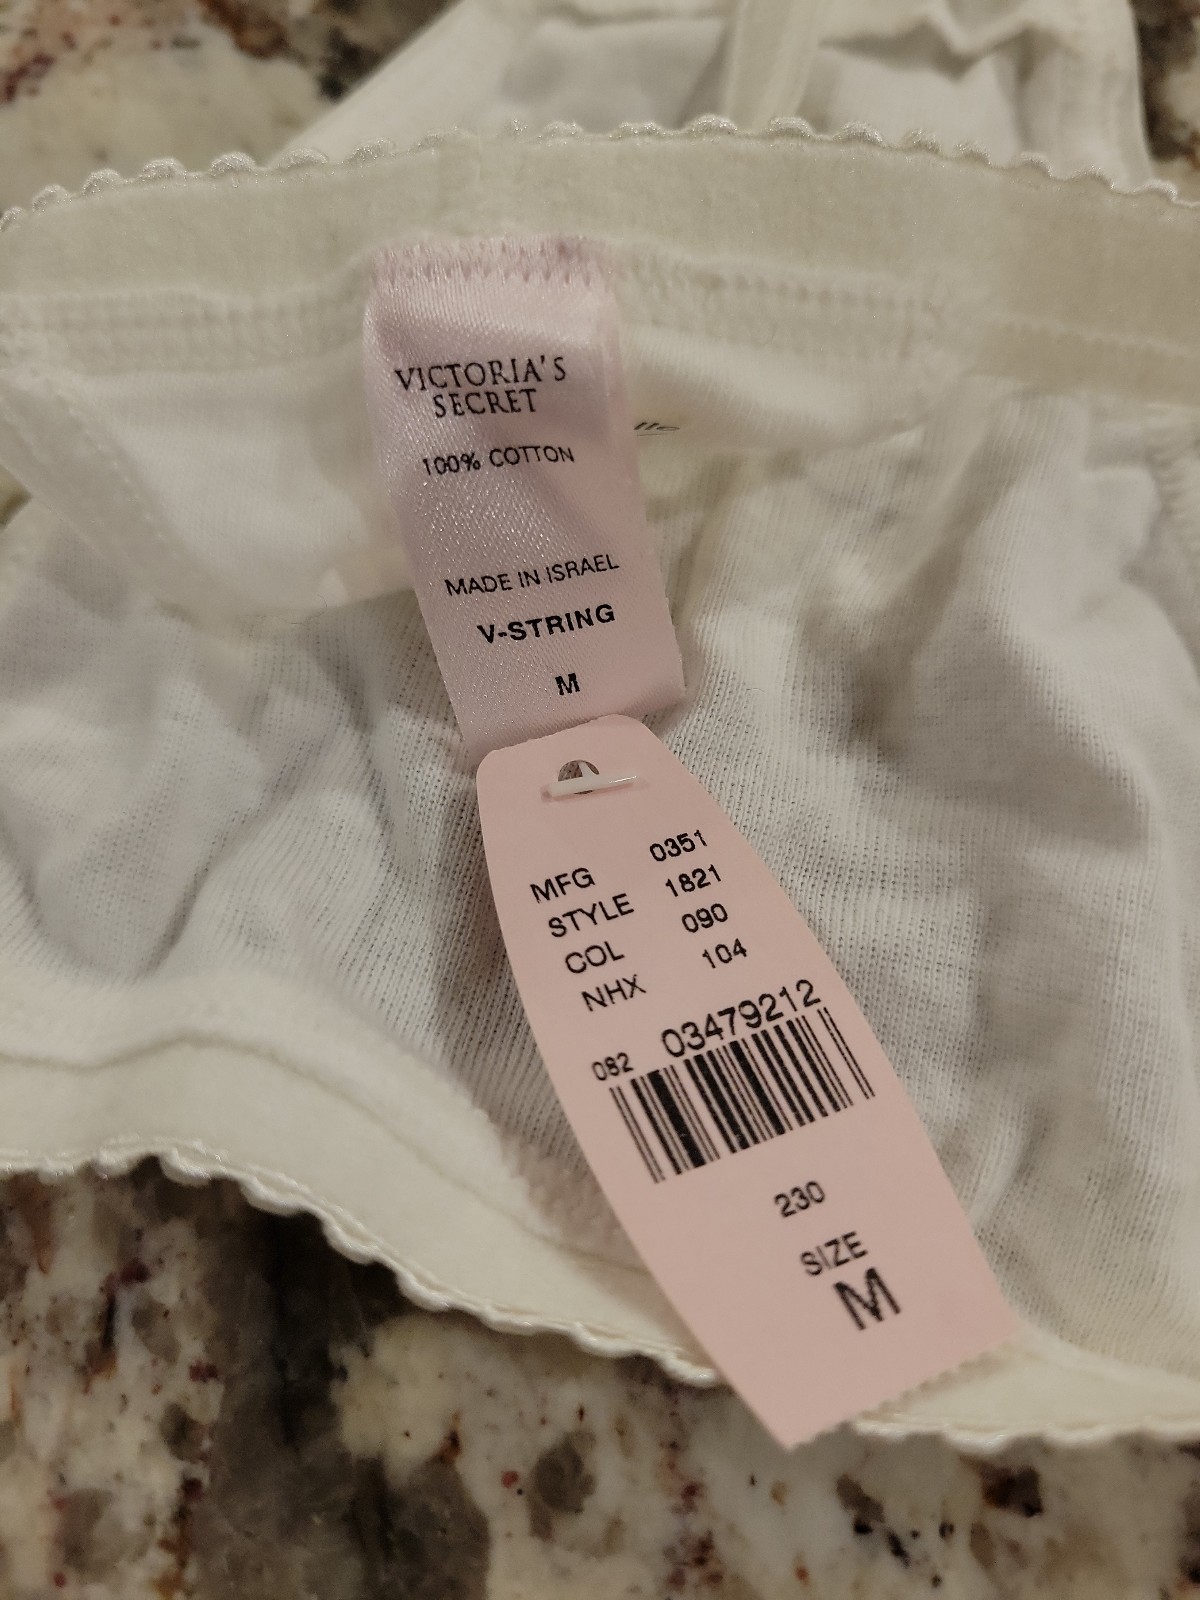 VICTORIA'S
SECRET
100% COTTON
MADE IN ISRAEL
V-STRING
M
MFG 0351
STYLE 1821
COL 090
NHX 104
082 03479212
230
SIZE
M